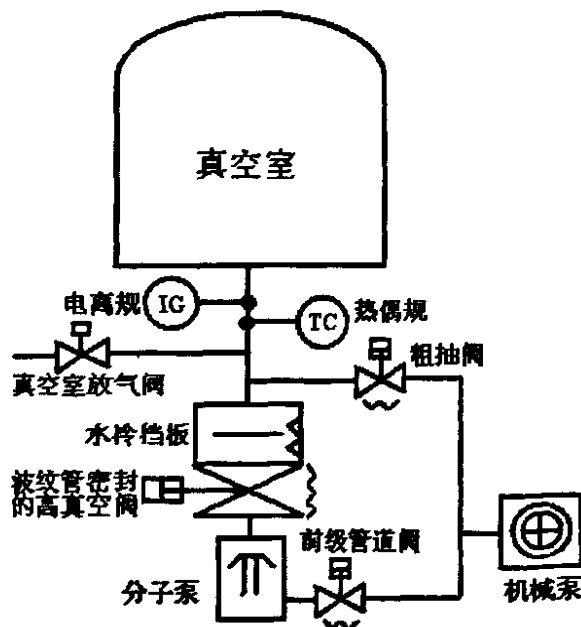 真空室
电离规
IG
TC
热偶规
粗抽阀
真空室放气阀
水冷挡板
波纹管密封
的高真空阀
前级管道阀
分子泵
机械泵